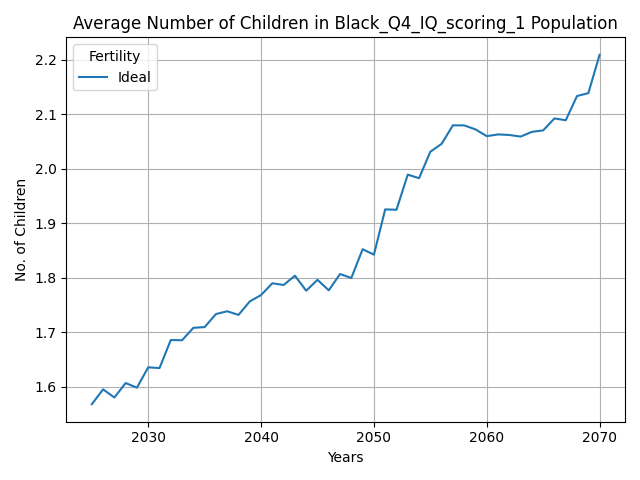 Average Number of Children in Black_Q4_IQ_scoring_1 Population
Fertility
Ideal
No. of Children
2.2
2.1
2.0
1.9
1.8
1.7
1.6
2030 2040 2050 2060 2070
Years